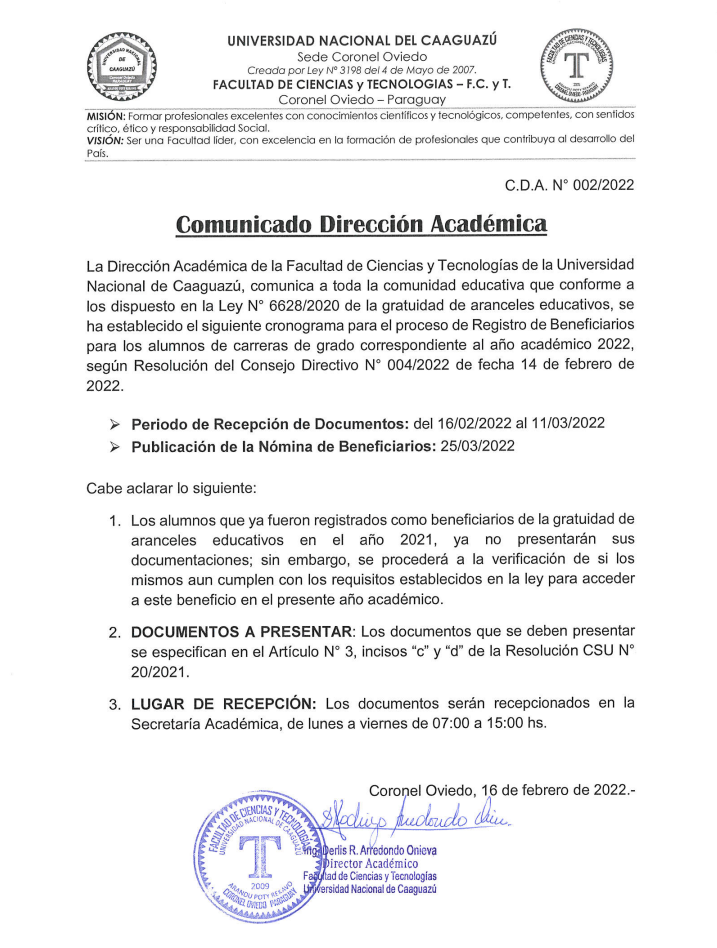 UNIVERSIDAD NACIONAL DEL CAAGUAZÚ
Sede Coronel Oviedo
Creada por Ley Nº 3198 del 4 de Mayo de 2007.
FACULTAD DE CIENCIAS y TECNOLOGIAS – F.C. y T.
Coronel Oviedo – Paraguay
MISIÓN: Formar profesionales excelentes con conocimientos científicos y tecnológicos, competentes, con sentidos
crítico, ético y responsabilidad Social.
VISIÓN: Ser una Facultad líder, con excelencia en la formación de profesionales que contribuya al desarrollo del
País.
C.D.A. N° 002/2022
Comunicado Dirección Académica
La Dirección Académica de la Facultad de Ciencias y Tecnologías de la Universidad
Nacional de Caaguazú, comunica a toda la comunidad educativa que conforme a
los dispuesto en la Ley N° 6628/2020 de la gratuidad de aranceles educativos, se
ha establecido el siguiente cronograma para el proceso de Registro de Beneficiarios
para los alumnos de carreras de grado correspondiente al año académico 2022,
según Resolución del Consejo Directivo N° 004/2022 de fecha 14 de febrero de
2022.
➢ Periodo de Recepción de Documentos: del 16/02/2022 al 11/03/2022
➢ Publicación de la Nómina de Beneficiarios: 25/03/2022
Cabe aclarar lo siguiente:
1. Los alumnos que ya fueron registrados como beneficiarios de la gratuidad de
aranceles educativos en el año 2021, ya no presentarán sus
documentaciones; sin embargo, se procederá a la verificación de si los
mismos aun cumplen con los requisitos establecidos en la ley para acceder
a este beneficio en el presente año académico.
2. DOCUMENTOS A PRESENTAR: Los documentos que se deben presentar
se especifican en el Artículo N° 3, incisos “c” y “d” de la Resolución CSU N°
20/2021.
3. LUGAR DE RECEPCIÓN: Los documentos serán recepcionados en la
Secretaría Académica, de lunes a viernes de 07:00 a 15:00 hs.
Coronel Oviedo, 16 de febrero de 2022.-
Ing. Derlis R. Arredondo Onieva
Director Académico
Facultad de Ciencias y Tecnologías
Universidad Nacional de Caaguazú
FACULTAD DE CIENCIAS Y TECNOLOGÍAS
UNIVERSIDAD NACIONAL DE CAAGUAZÚ
T
2009
ARANDU POTY REKAVO
CORONEL OVIEDO PARAGUAY